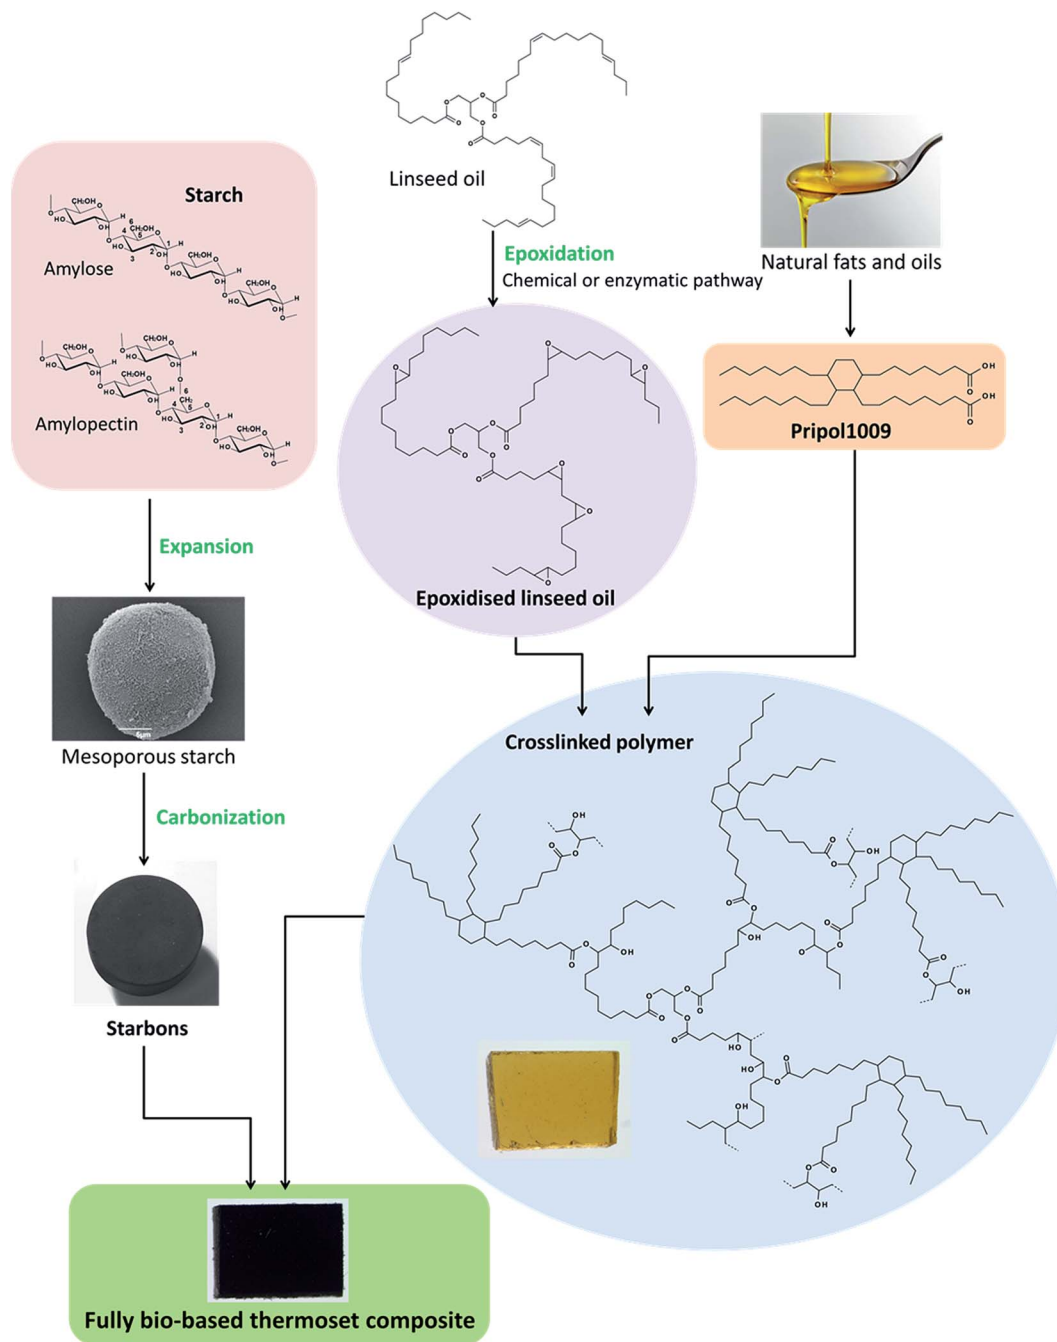 Linseed oil
Starch
Amylose
Amylopectin
Epoxidation
Chemical or enzymatic pathway
Natural fats and oils
Pripol1009
Epoxidised linseed oil
Expansion
6µm
Mesoporous starch
Carbonization
Starbons
Crosslinked polymer
Fully bio-based thermoset composite